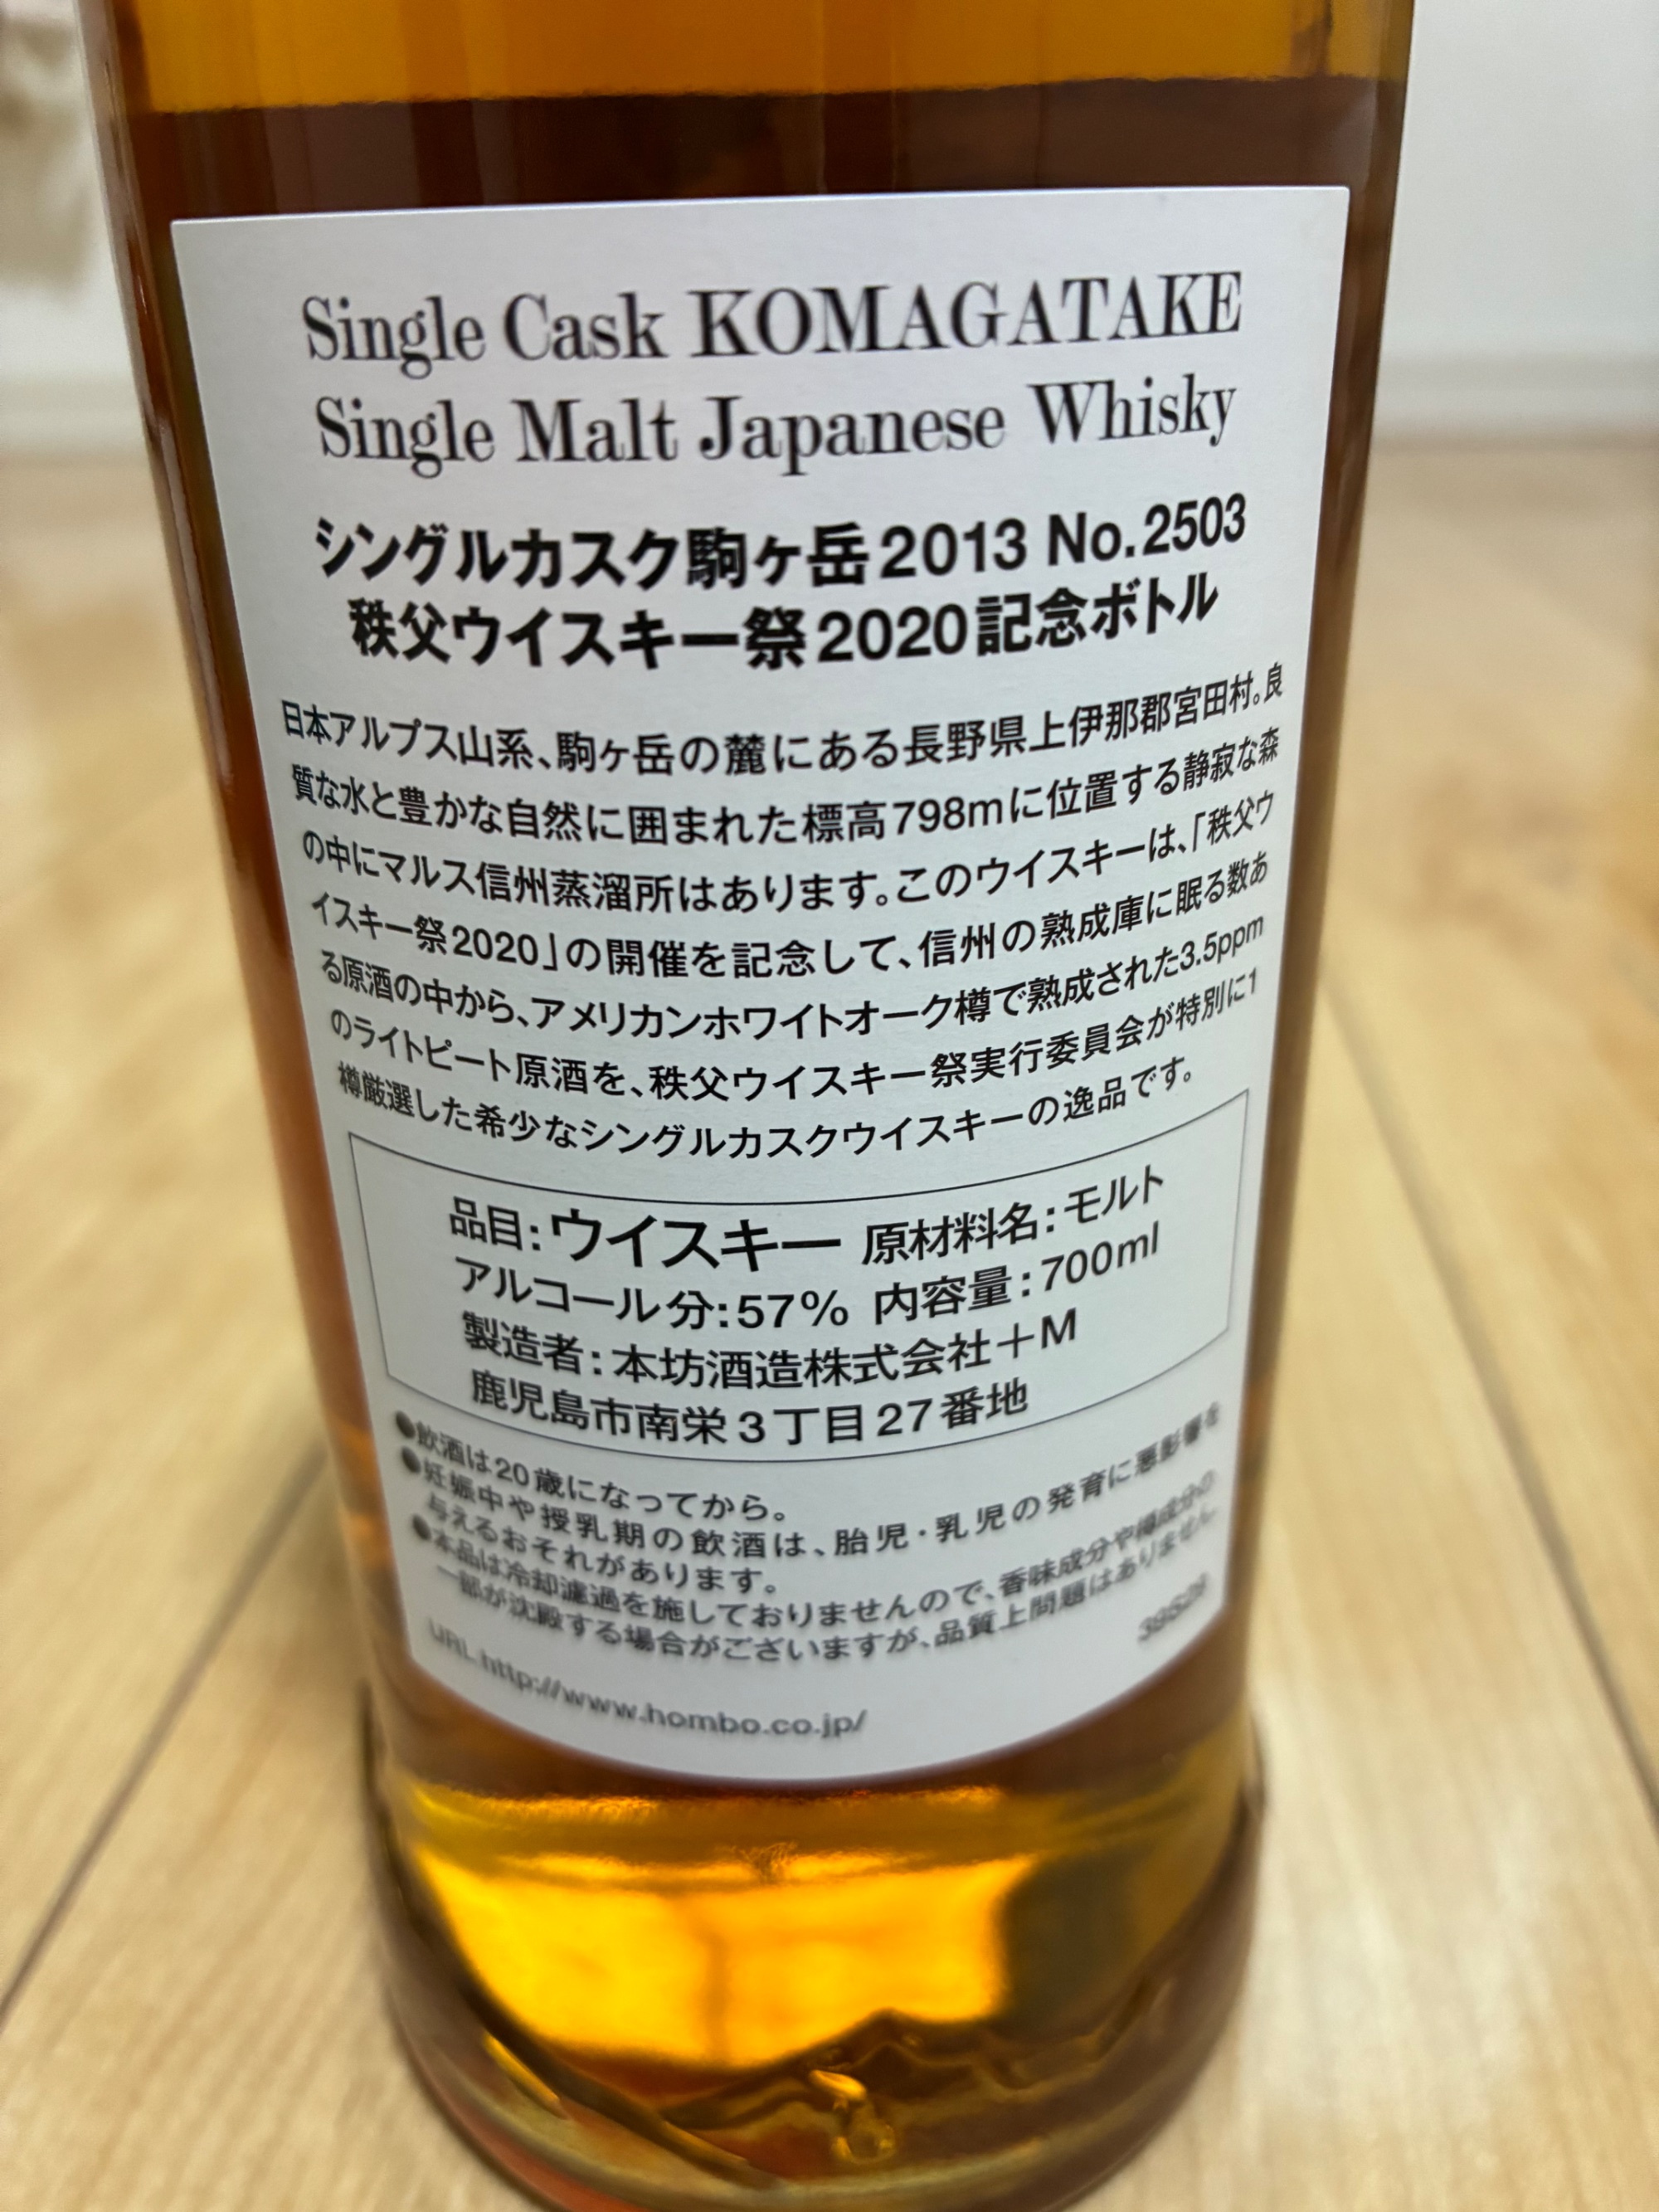 Single Cask KOMAGATAKE
Single Malt Japanese Whisky
シングルカスク駒ヶ岳2013 No.2503
秩父ウイスキー祭2020記念ボトル
日本アルプス山系、駒ヶ岳の麓にある長野県上伊那郡宮田村。良
質な水と豊かな自然に囲まれた標高798mに位置する静寂な森
の中にマルス信州蒸溜所はあります。このウイスキーは、「秩父ウ
イスキー祭2020」の開催を記念して、信州の熟成庫に眠る数あ
る原酒の中から、アメリカンホワイトオーク樽で熟成された3.5ppm
のライトピート原酒を、秩父ウイスキー祭実行委員会が特別に1
樽厳選した希少なシングルカスクウイスキーの逸品です。
品目:ウイスキー 原材料名:モルト
アルコール分:57% 内容量:700ml
製造者:本坊酒造株式会社+M
鹿児島市南栄3丁目27番地
●飲酒は20歳になってから。
●妊娠中や授乳期の飲酒は、胎児・乳児の発育に悪影響を
与えるおそれがあります。
●本品は冷却濾過を施しておりませんので、香味成分や樽成分の
一部が沈殿する場合がございますが、品質上問題はありません。
URL http://www.hombo.co.jp/